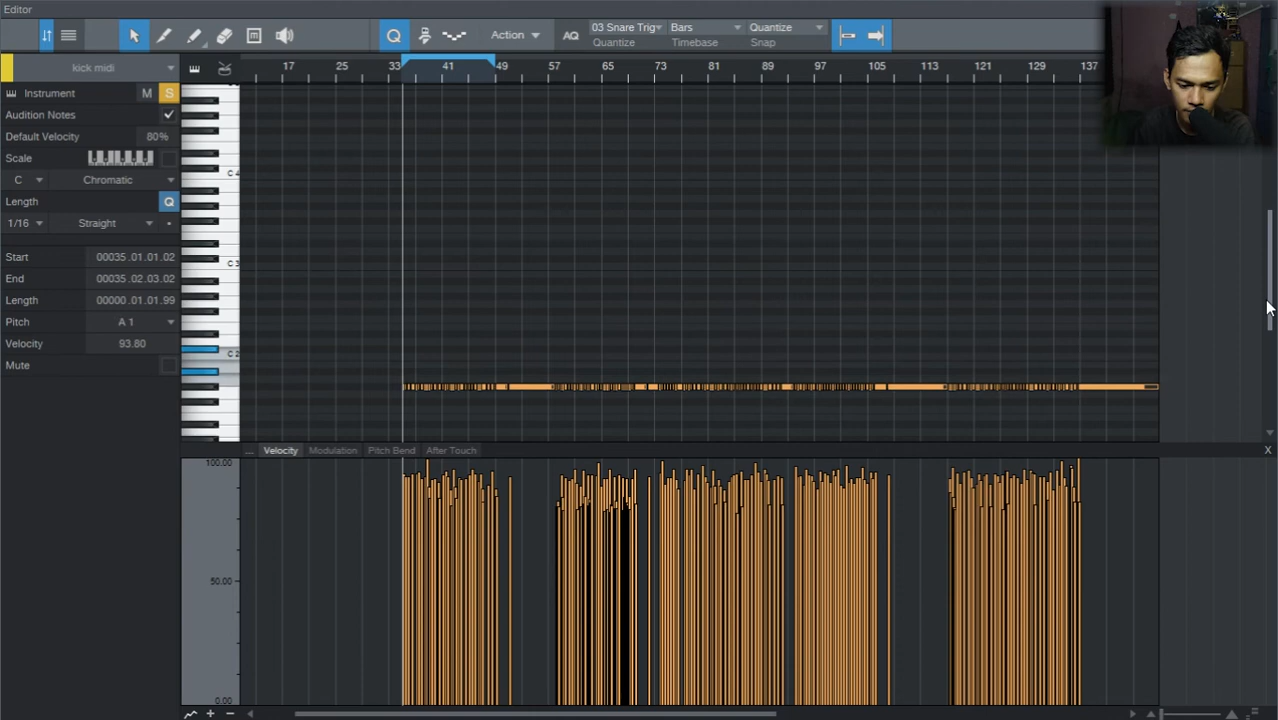 Editor
Action
AQ
03 Snare Trig
Quantize
Bars
Timebase
Quantize
Snap
kick midi
17 25 33 41 49 57 65 73 81 89 97 105 113 121 129 137
Instrument M S
Audition Notes
Default Velocity 80%
Scale
C Chromatic
Length Q
1/16 Straight
Start 00035.01.01.02
End 00035.02.03.02
Length 00000.01.01.99
Pitch A 1
Velocity 93.80
Mute
C 4
C 3
C 2
... Velocity Modulation Pitch Bend After Touch X
100.00
50.00
0.00